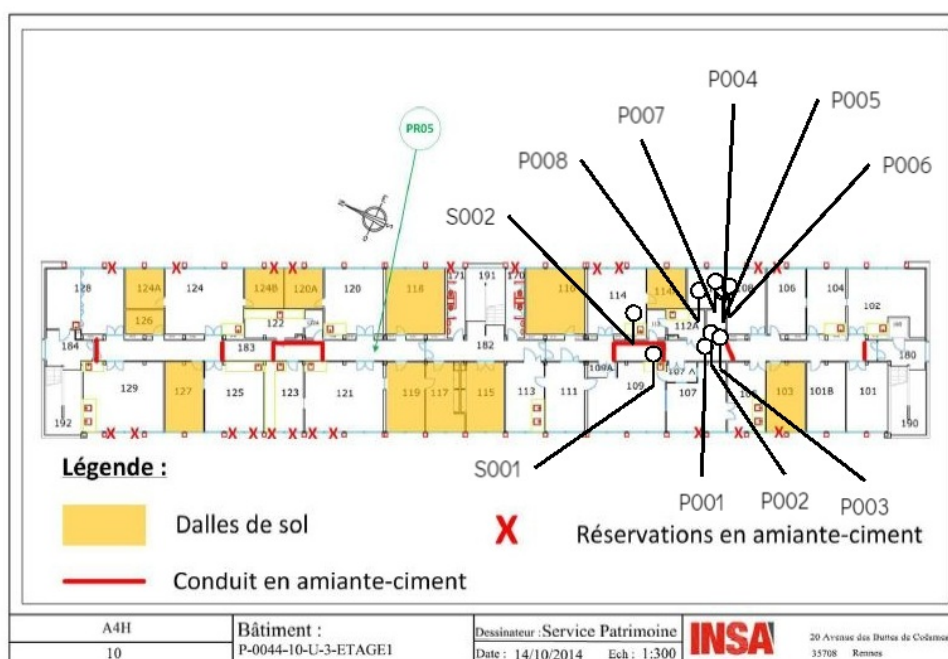 P004
P007
P005
PR05
P008
P006
S002
N
E
S
O
128
124A
124
124B
120A
120
118
171
191
170
110
114
106
104
102
126
122
112A
184
183
182
180
129
127
125
123
121
119
117
115
113
111
109A
109
107 A
107
103
101B
101
192
190
S001
P001
P002
P003
Légende :
Dalles de sol
X
Réservations en amiante-ciment
Conduit en amiante-ciment
A4H
10
Bâtiment :
P-0044-10-U-3-ETAGE1
Dessinateur :Service Patrimoine
Date : 14/10/2014 Ech : 1:300
INSA
20 Avenue des Buttes de Coësmes
35708 Rennes